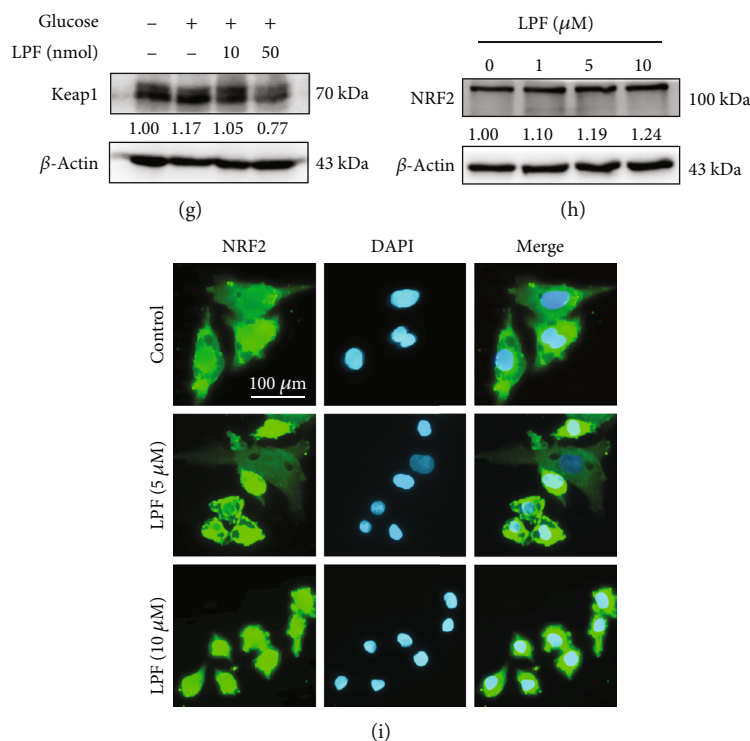 Glucose − + + +
LPF (nmol) − − 10 50
Keap1 70 kDa
1.00 1.17 1.05 0.77
β-Actin 43 kDa
(g)
LPF (μM)
0 1 5 10
NRF2 100 kDa
1.00 1.10 1.19 1.24
β-Actin 43 kDa
(h)
NRF2 DAPI Merge
Control
100 μm
LPF (5 μM)
LPF (10 μM)
(i)